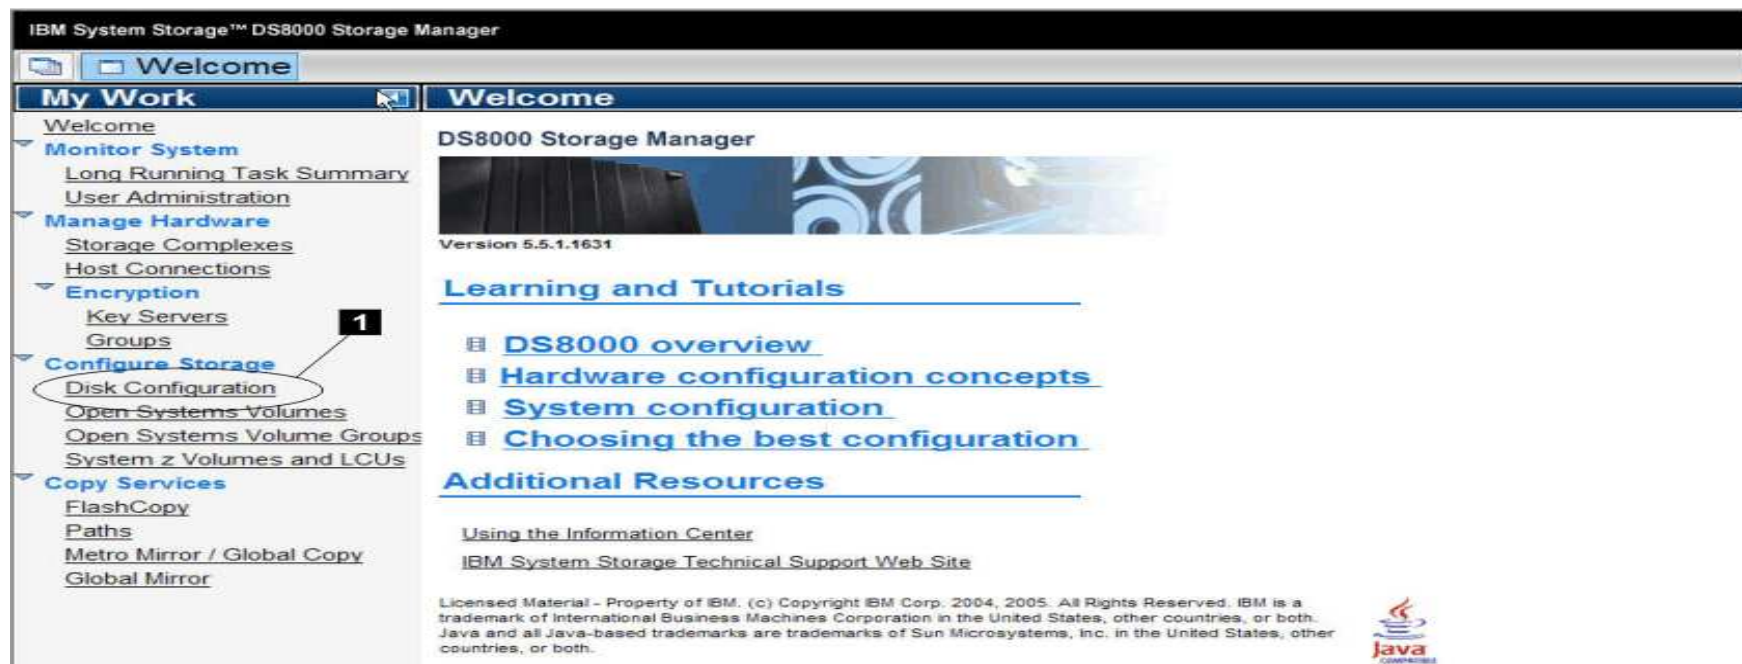 IBM System Storage™ DS8000 Storage Manager
Welcome
My Work
Welcome
Welcome
Monitor System
Long Running Task Summary
User Administration
Manage Hardware
Storage Complexes
Host Connections
Encryption
Key Servers
1
Groups
Configure Storage
Disk Configuration
Open Systems Volumes
Open Systems Volume Groups
System z Volumes and LCUs
Copy Services
FlashCopy
Paths
Metro Mirror / Global Copy
Global Mirror
DS8000 Storage Manager
Version 5.5.1.1631
Learning and Tutorials
DS8000 overview
Hardware configuration concepts
System configuration
Choosing the best configuration
Additional Resources
Using the Information Center
IBM System Storage Technical Support Web Site
Licensed Material - Property of IBM. (c) Copyright IBM Corp. 2004, 2005. All Rights Reserved. IBM is a
trademark of International Business Machines Corporation in the United States, other countries, or both.
Java and all Java-based trademarks are trademarks of Sun Microsystems, Inc. in the United States, other
countries, or both.
Java
COMPATIBLE